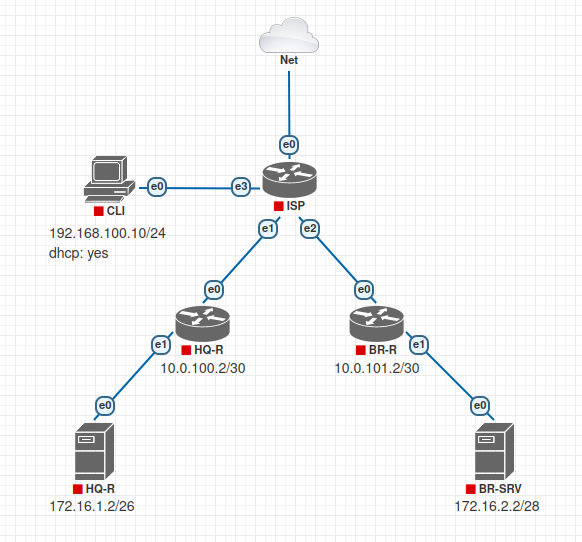 Net
e0
e0
e3
ISP
CLI
192.168.100.10/24
dhcp: yes
e1
e2
e0
e0
e1
HQ-R
BR-R
e1
10.0.100.2/30
10.0.101.2/30
e0
e0
HQ-R
BR-SRV
172.16.1.2/26
172.16.2.2/28